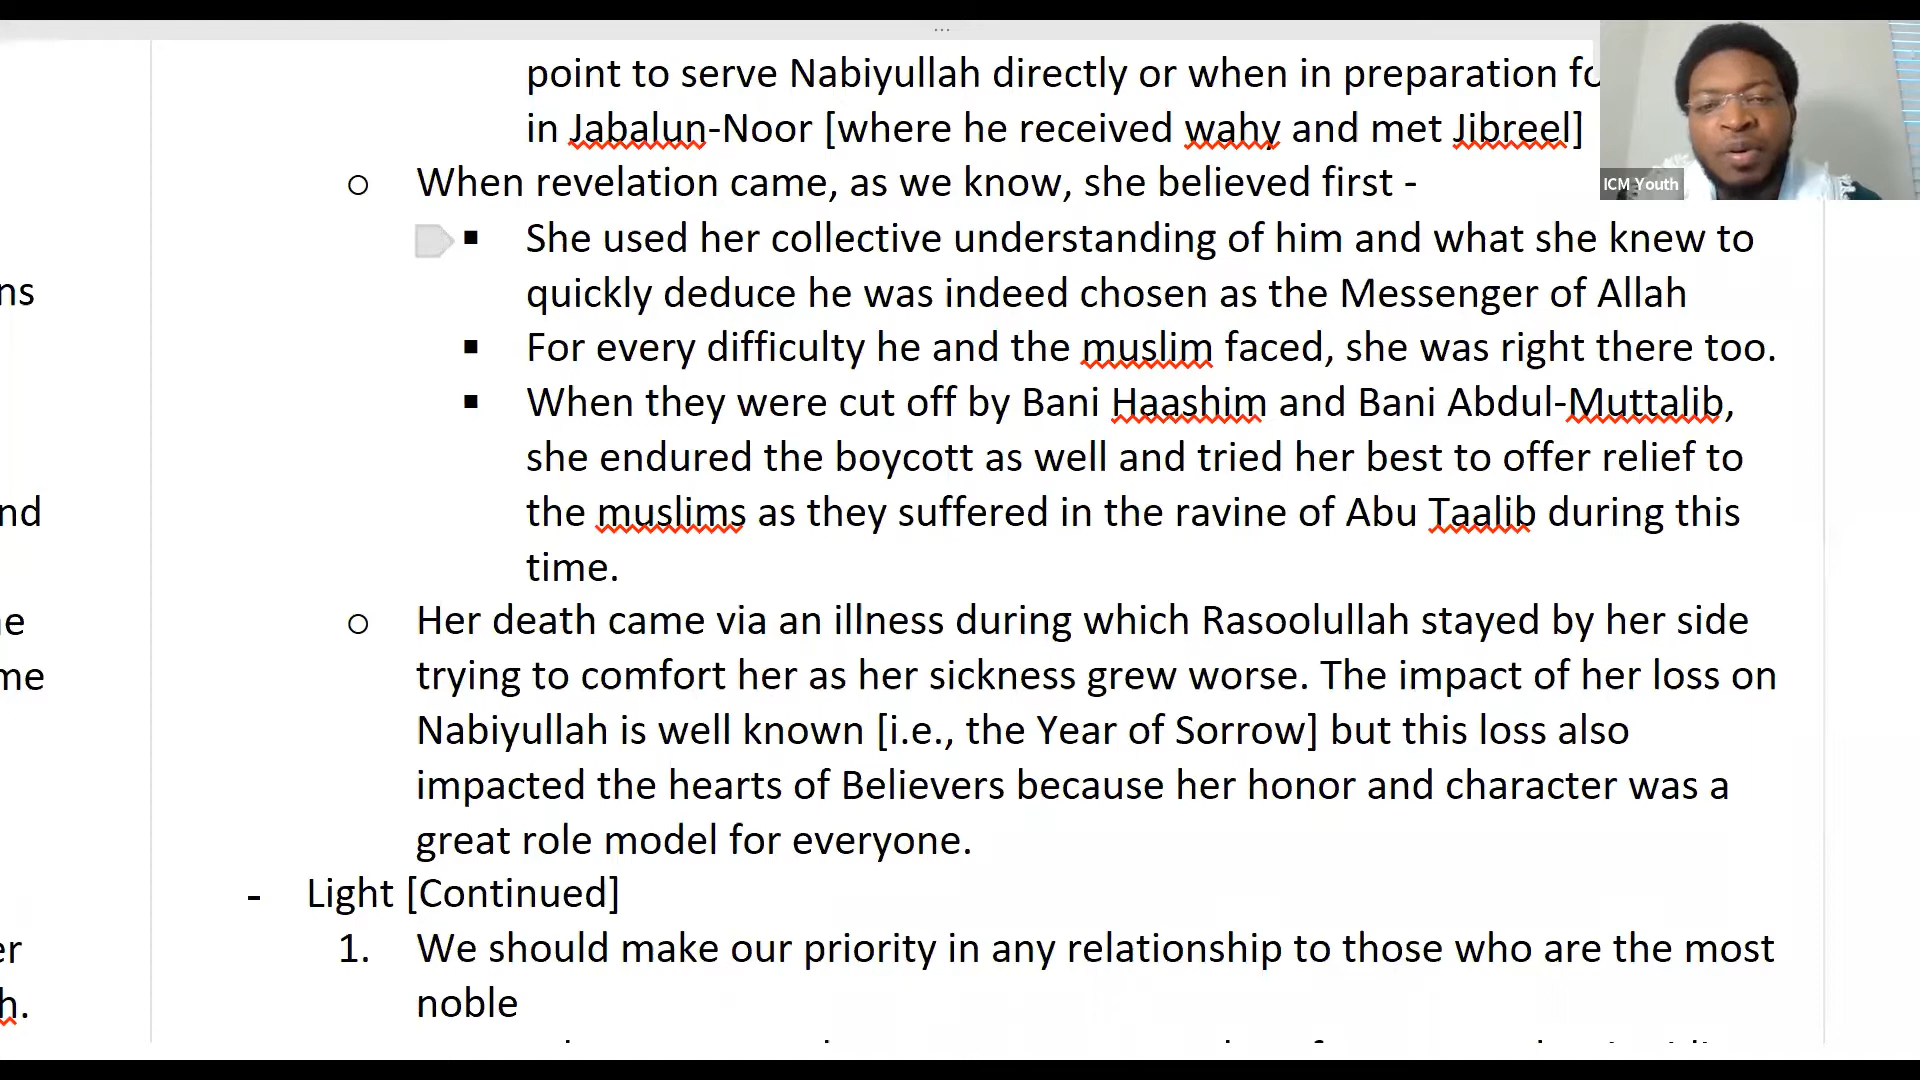 ...
point to serve Nabiyullah directly or when in preparation
in Jabalun-Noor [where he received wahy and met Jibreel]
ICM Youth
○ When revelation came, as we know, she believed first -
▪ She used her collective understanding of him and what she knew to
quickly deduce he was indeed chosen as the Messenger of Allah
▪ For every difficulty he and the muslim faced, she was right there too.
▪ When they were cut off by Bani Haashim and Bani Abdul-Muttalib,
she endured the boycott as well and tried her best to offer relief to
the muslims as they suffered in the ravine of Abu Taalib during this
time.
○ Her death came via an illness during which Rasoolullah stayed by her side
trying to comfort her as her sickness grew worse. The impact of her loss on
Nabiyullah is well known [i.e., the Year of Sorrow] but this loss also
impacted the hearts of Believers because her honor and character was a
great role model for everyone.
- Light [Continued]
1. We should make our priority in any relationship to those who are the most
noble